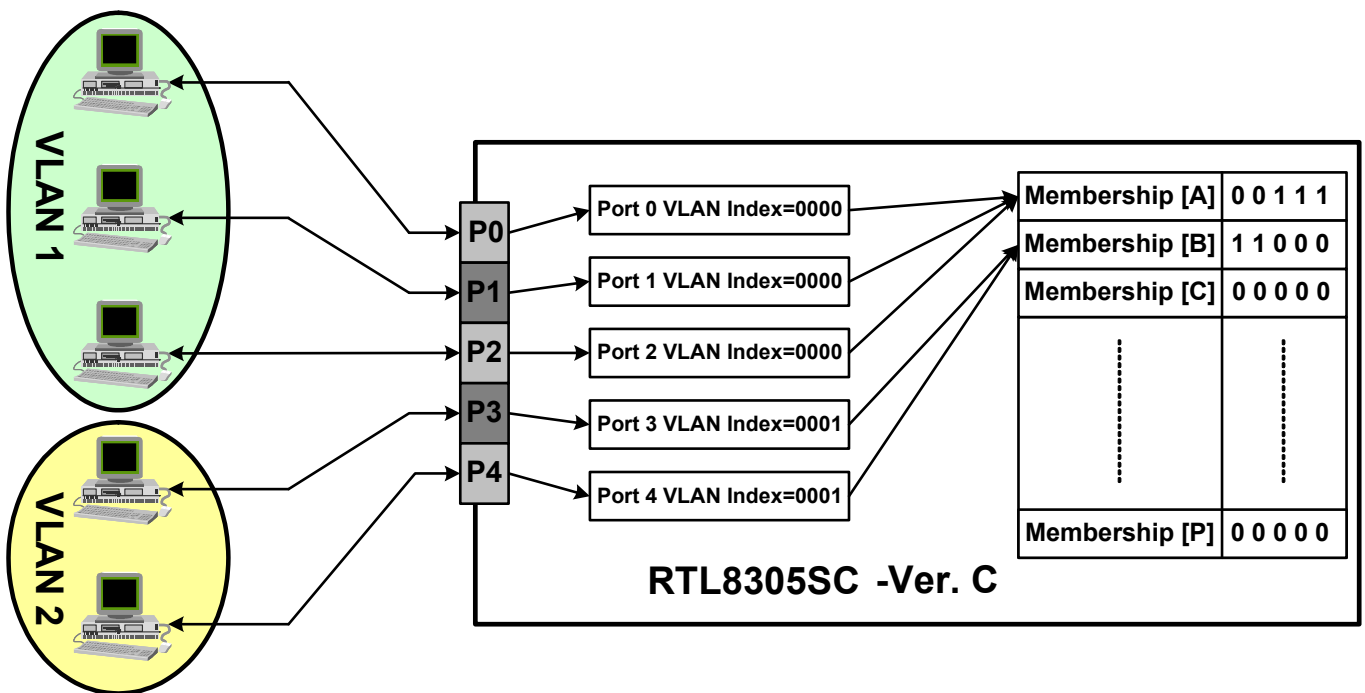 VLAN 1
VLAN 2
P0
P1
P2
P3
P4
Port 0 VLAN Index=0000
Port 1 VLAN Index=0000
Port 2 VLAN Index=0000
Port 3 VLAN Index=0001
Port 4 VLAN Index=0001
Membership [A] 0 0 1 1 1
Membership [B] 1 1 0 0 0
Membership [C] 0 0 0 0 0
Membership [P] 0 0 0 0 0
RTL8305SC -Ver. C